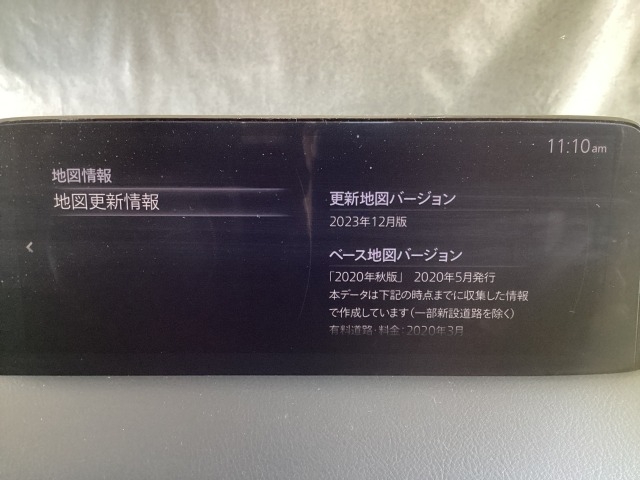 11:10am
地図情報
地図更新情報
更新地図バージョン
2023年12月版
ベース地図バージョン
「2020年秋版」 2020年5月発行
本データは下記の時点までに収集した情報
で作成しています(一部新設道路を除く)
有料道路・料金：2020年3月